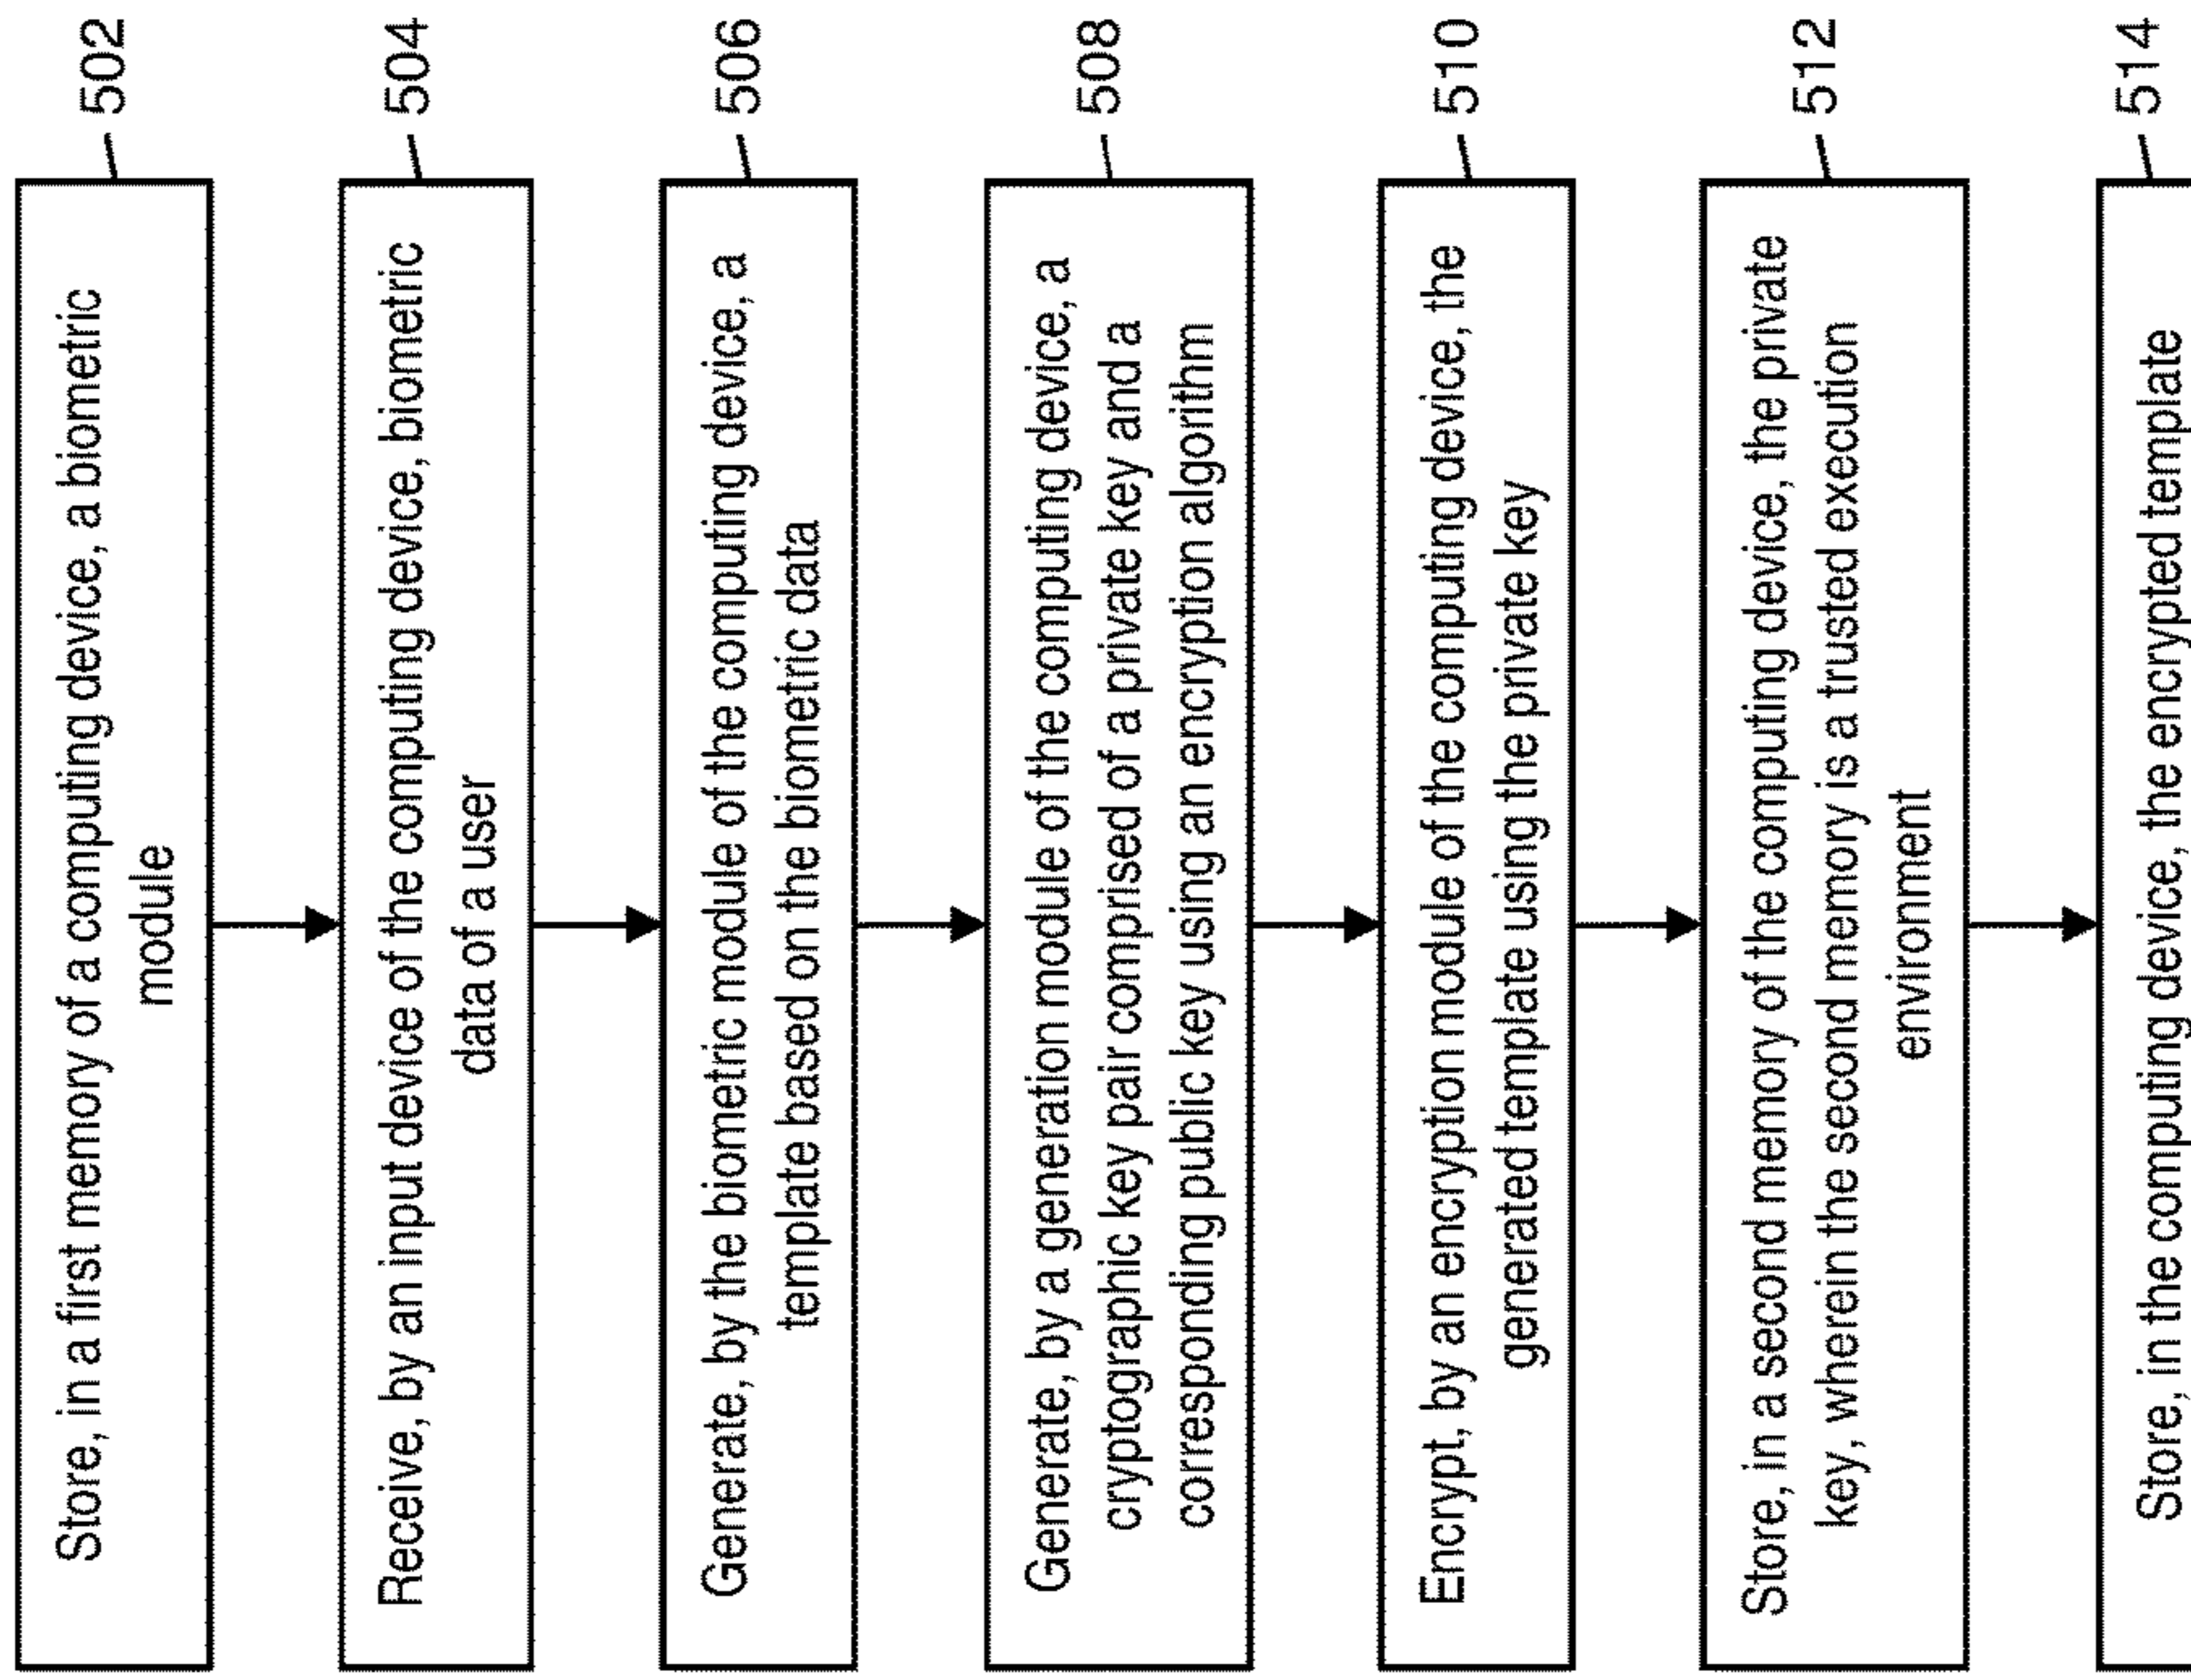 Store, in a first memory of a computing device, a biometric
module
502
Receive, by an input device of the computing device, biometric
data of a user
504
Generate, by the biometric module of the computing device, a
template based on the biometric data
506
Generate, by a generation module of the computing device, a
cryptographic key pair comprised of a private key and a
corresponding public key using an encryption algorithm
508
Encrypt, by an encryption module of the computing device, the
generated template using the private key
510
Store, in a second memory of the computing device, the private
key, wherein the second memory is a trusted execution
environment
512
Store, in the computing device, the encrypted template
514